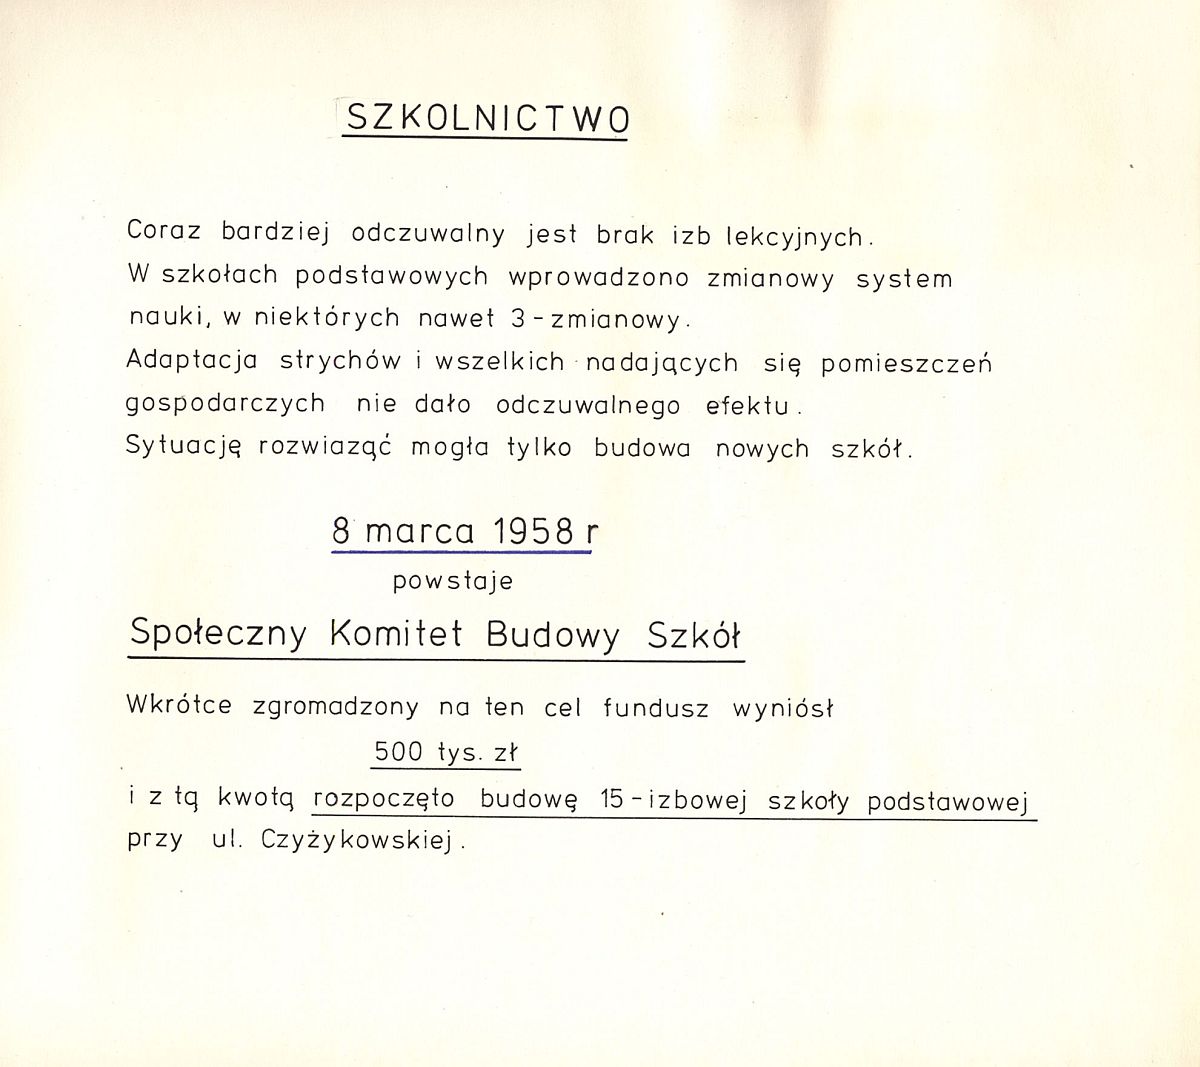 SZKOLNICTWO
Coraz bardziej odczuwalny jest brak izb lekcyjnych.
W szkołach podstawowych wprowadzono zmianowy system
nauki, w niektórych nawet 3-zmianowy.
Adaptacja strychów i wszelkich nadających się pomieszczeń
gospodarczych nie dało odczuwalnego efektu.
Sytuację rozwiaząć mogła tylko budowa nowych szkół.
8 marca 1958 r
powstaje
Społeczny Komitet Budowy Szkół
Wkrótce zgromadzony na ten cel fundusz wyniósł
500 tys. zł
i z tą kwotą rozpoczęto budowę 15-izbowej szkoły podstawowej
przy ul. Czyżykowskiej.